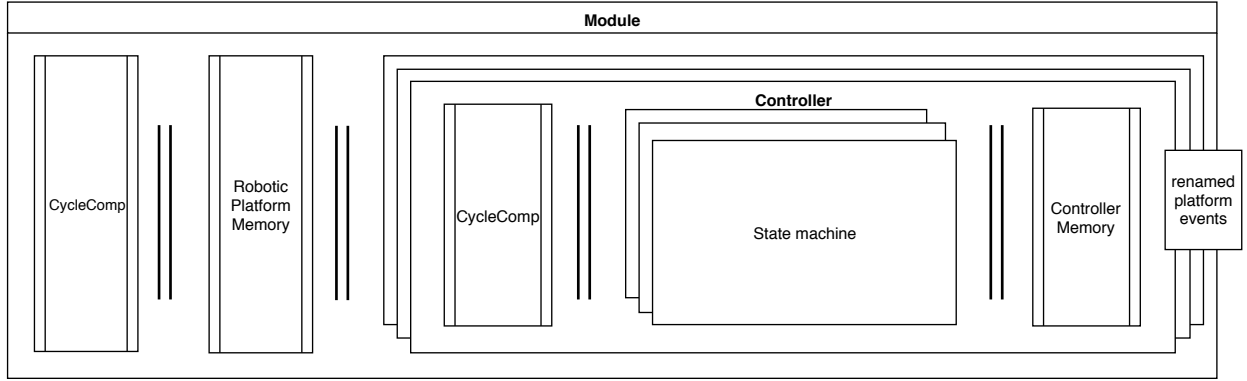 Module
CycleComp
Robotic
Platform
Memory
Controller
CycleComp
State machine
Controller
Memory
renamed
platform
events